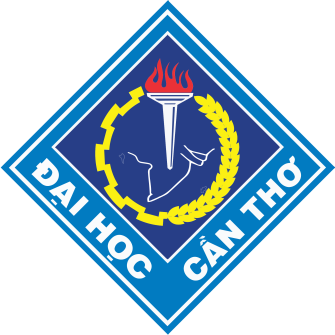 ĐẠI HỌC
CẦN THƠ